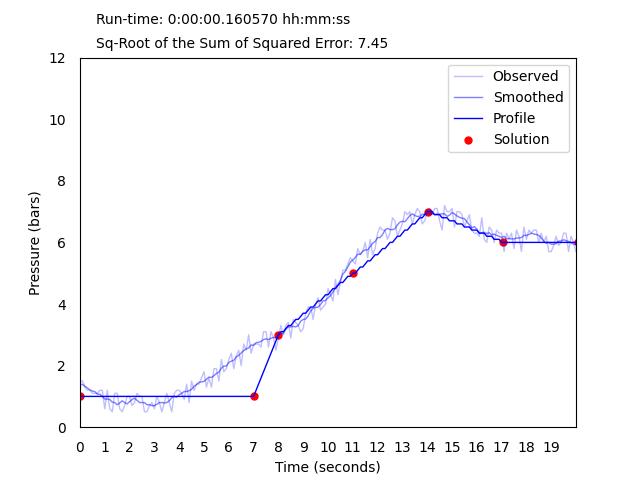 Run-time: 0:00:00.160570 hh:mm:ss
Sq-Root of the Sum of Squared Error: 7.45
Observed
Smoothed
Profile
Solution
12
10
8
6
4
2
0
Pressure (bars)
0 1 2 3 4 5 6 7 8 9 10 11 12 13 14 15 16 17 18 19
Time (seconds)